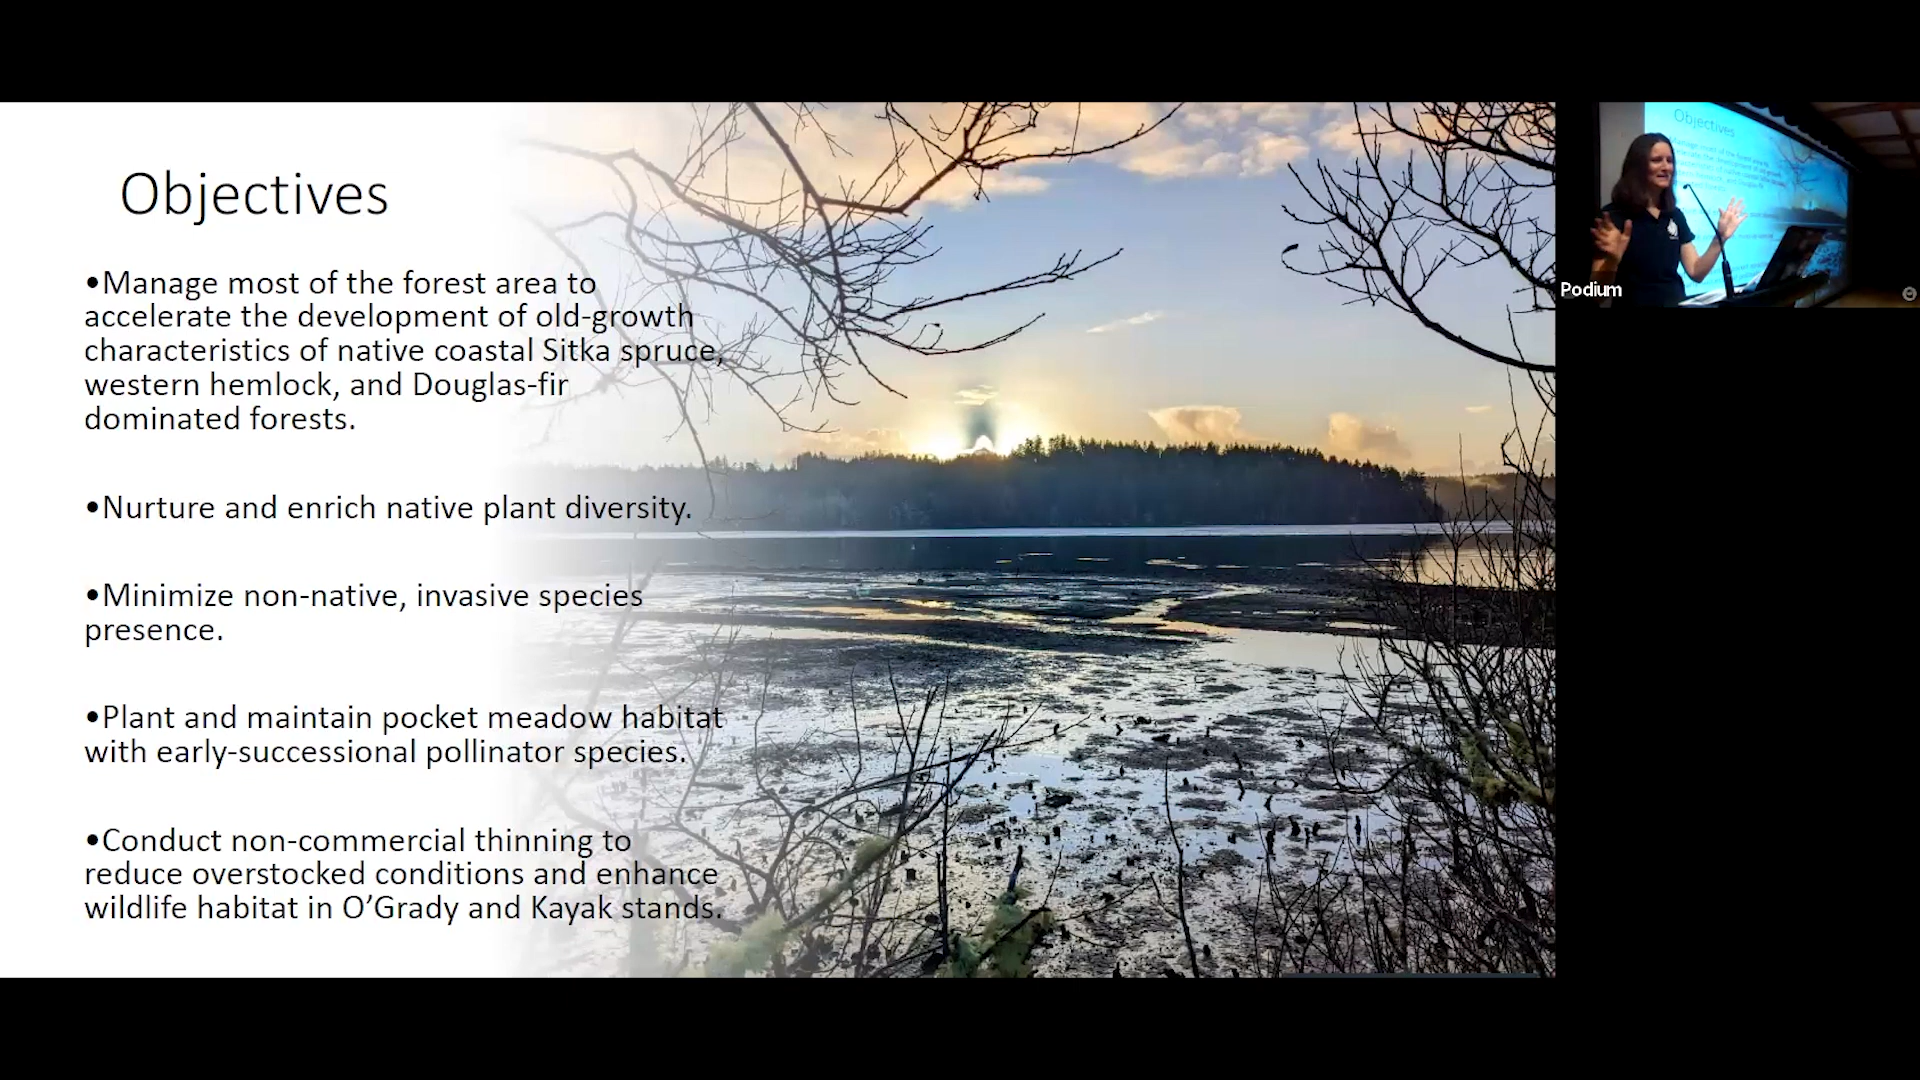 Objectives
•Manage most of the forest area to
accelerate the development of old-growth
characteristics of native coastal Sitka spruce,
western hemlock, and Douglas-fir
dominated forests.
•Nurture and enrich native plant diversity.
•Minimize non-native, invasive species
presence.
•Plant and maintain pocket meadow habitat
with early-successional pollinator species.
•Conduct non-commercial thinning to
reduce overstocked conditions and enhance
wildlife habitat in O’Grady and Kayak stands.
Objectives
Podium